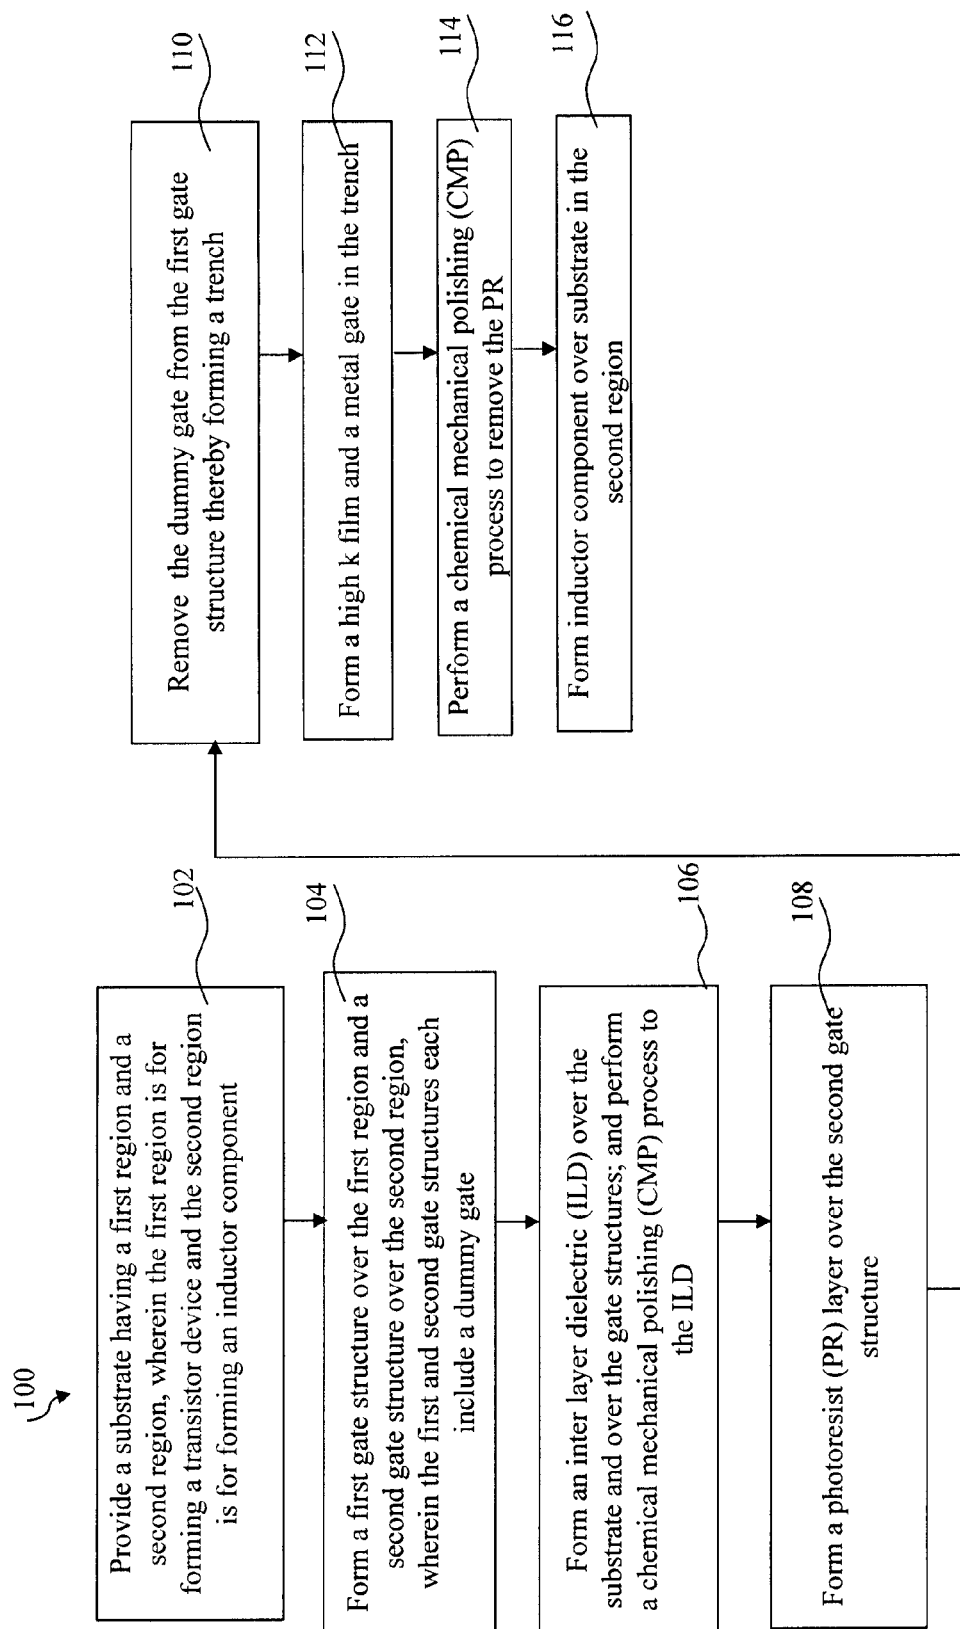 100
Provide a substrate having a first region and a
second region, wherein the first region is for
forming a transistor device and the second region
is for forming an inductor component
102
Form a first gate structure over the first region and a
second gate structure over the second region,
wherein the first and second gate structures each
include a dummy gate
104
Form an inter layer dielectric (ILD) over the
substrate and over the gate structures; and perform
a chemical mechanical polishing (CMP) process to
the ILD
106
Form a photoresist (PR) layer over the second gate
structure
108
Remove the dummy gate from the first gate
structure thereby forming a trench
110
Form a high k film and a metal gate in the trench
112
Perform a chemical mechanical polishing (CMP)
process to remove the PR
114
Form inductor component over substrate in the
second region
116